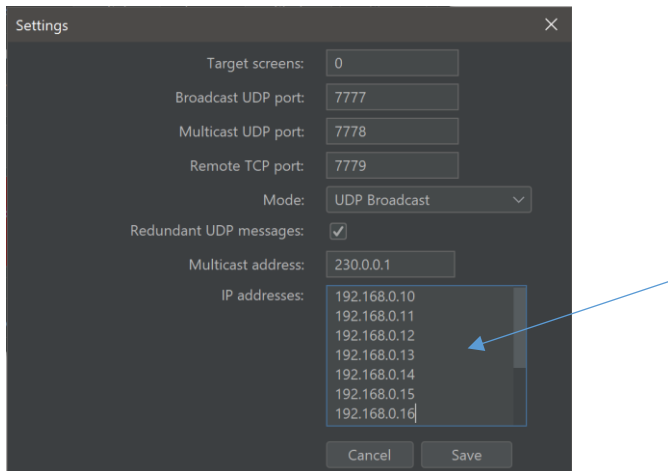 Settings
Target screens: 0
Broadcast UDP port: 7777
Multicast UDP port: 7778
Remote TCP port: 7779
Mode: UDP Broadcast
Redundant UDP messages:
Multicast address: 230.0.0.1
IP addresses: 192.168.0.10
192.168.0.11
192.168.0.12
192.168.0.13
192.168.0.14
192.168.0.15
192.168.0.16
Cancel Save